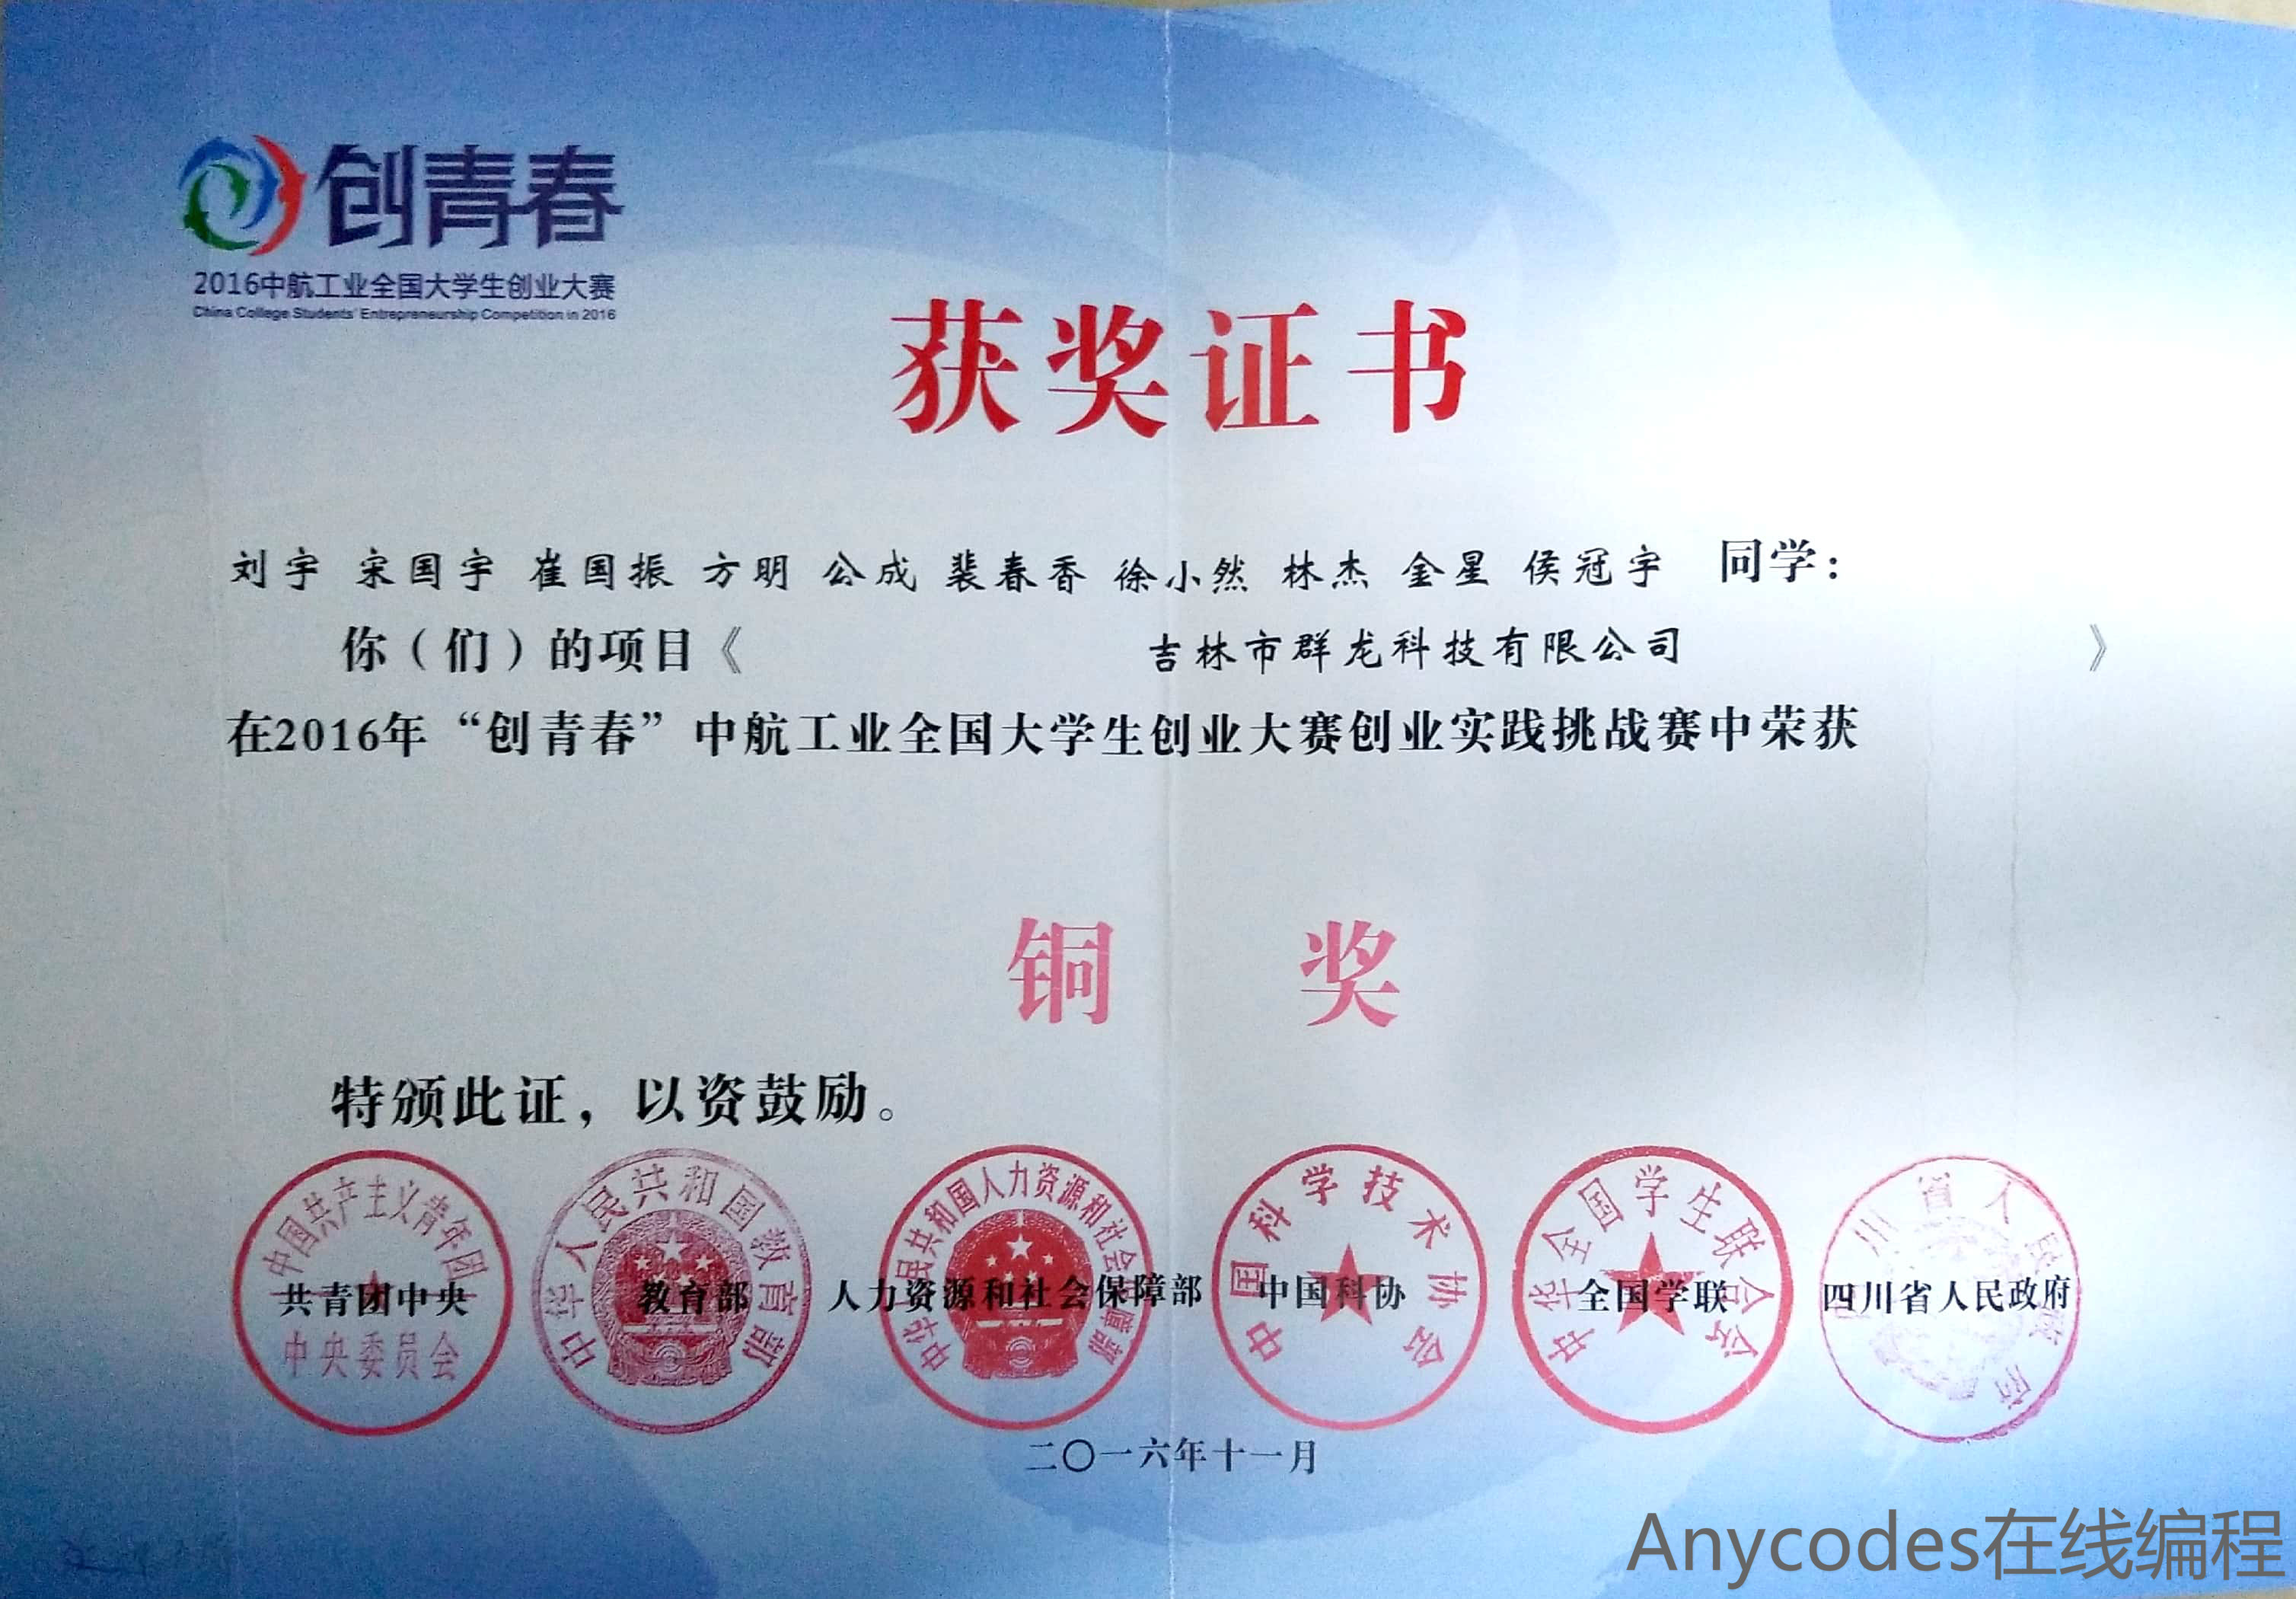 创青春
2016中航工业全国大学生创业大赛
China College Students' Entrepreneurship Competition in 2016
获奖证书
刘宇 宋国宇 崔国振 方明 公成 裴春香 徐小然 林杰 金星 侯冠宇 同学：
你（们）的项目《 吉林市群龙科技有限公司 》
在2016年“创青春”中航工业全国大学生创业大赛创业实践挑战赛中荣获
铜 奖
特颁此证，以资鼓励。
中国共产主义青年团
中央委员会
中华人民共和国教育部
中华人民共和国人力资源和社会保障部
中国科学技术协会
中华全国学生联合会
四川省人民政府
共青团中央 教育部 人力资源和社会保障部 中国科协 全国学联 四川省人民政府
二〇一六年十一月
Anycodes在线编程